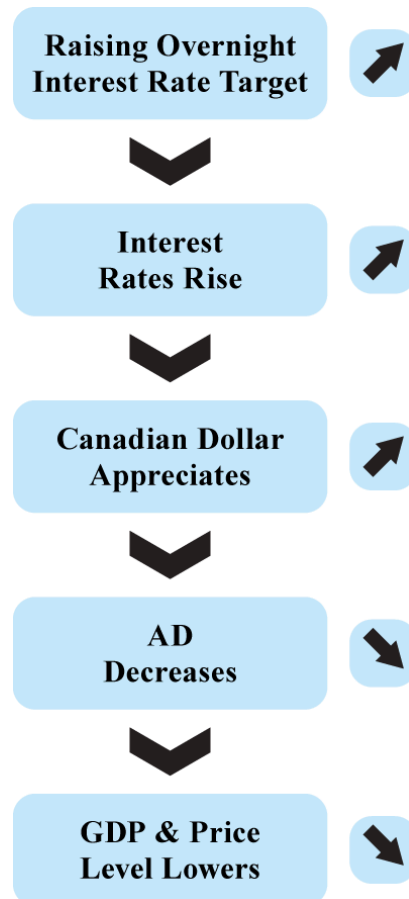 Raising Overnight
Interest Rate Target
Interest
Rates Rise
Canadian Dollar
Appreciates
AD
Decreases
GDP & Price
Level Lowers